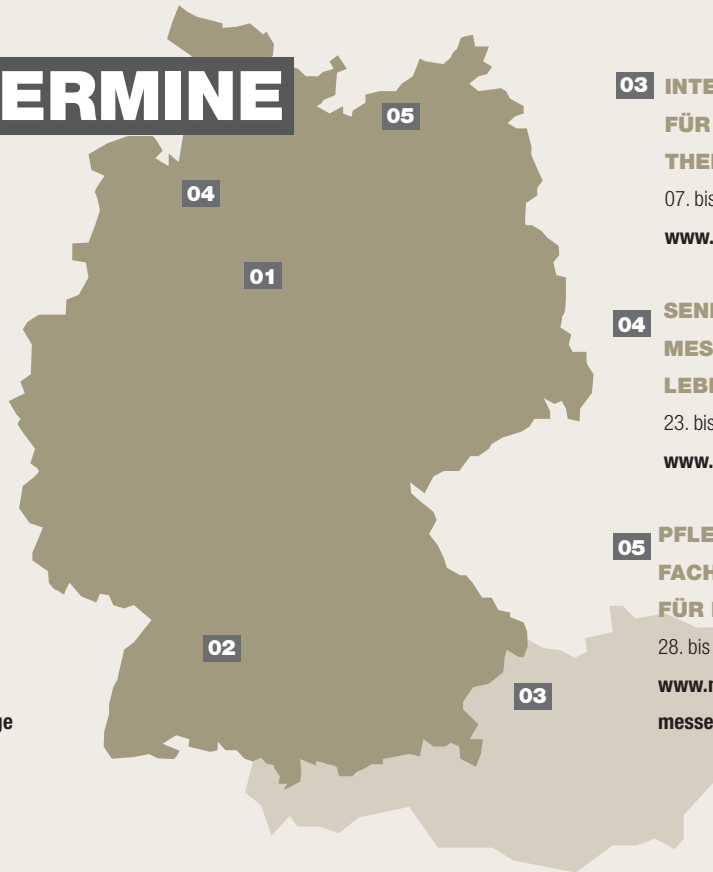 ERMINE
05
04
01
02
03
ge
03 INTE
FÜR
THE
07. bis
www.
04 SEN
MES
LEB
23. bis
www.
05 PFLE
FACH
FÜR
28. bis
www.
messe